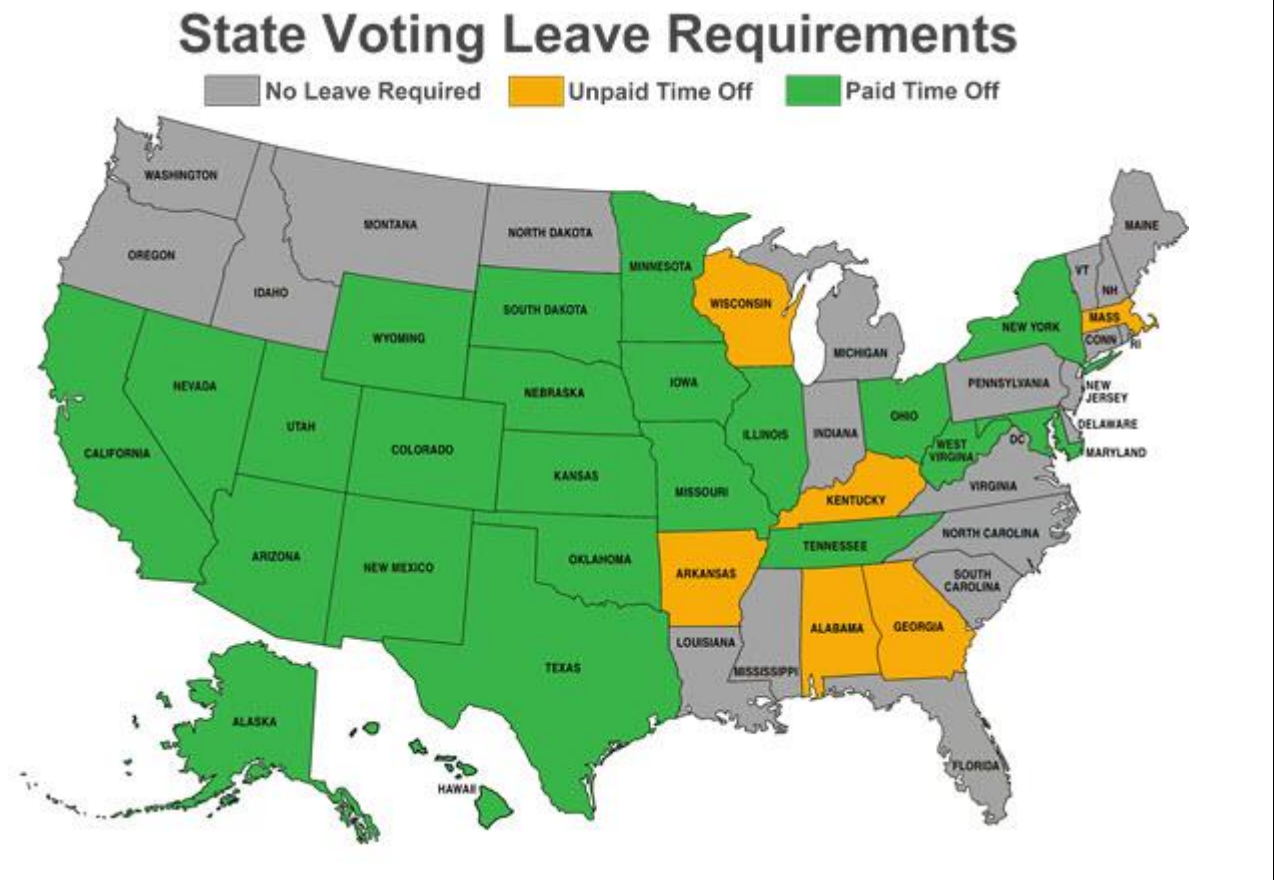 State Voting Leave Requirements
No Leave Required Unpaid Time Off Paid Time Off
WASHINGTON
MONTANA
NORTH DAKOTA
MAINE
OREGON
MINNESOTA
VT
IDAHO
NH
WISCONSIN
SOUTH DAKOTA
MASS
NEW YORK
WYOMING
CONN
RI
MICHIGAN
NEVADA
IOWA
PENNSYLVANIA
NEBRASKA
NEW
JERSEY
OHIO
UTAH
DELAWARE
ILLINOIS
INDIANA
DC
COLORADO
WEST
VIRGINIA
CALIFORNIA
MARYLAND
KANSAS
VIRGINIA
MISSOURI
KENTUCKY
NORTH CAROLINA
TENNESSEE
ARIZONA
OKLAHOMA
NEW MEXICO
ARKANSAS
SOUTH
CAROLINA
ALABAMA
GEORGIA
LOUISIANA
TEXAS
MISSISSIPPI
ALASKA
FLORIDA
HAWAII